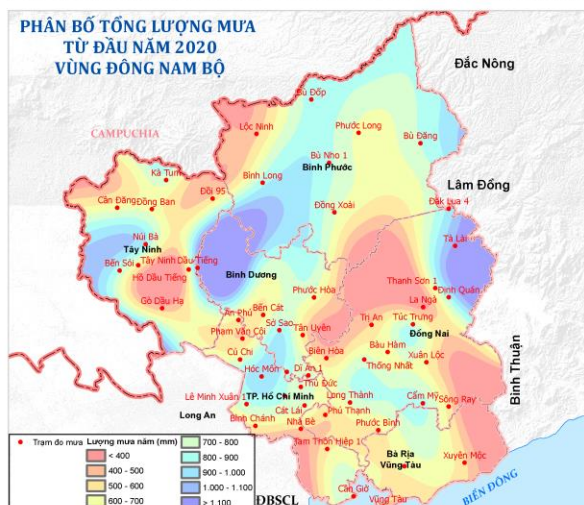 PHÂN BỐ TỔNG LƯỢNG MƯA
TỪ ĐẦU NĂM 2020
VÙNG ĐÔNG NAM BỘ
Đắc Nông
CAMPUCHIA
Bù Đốp
Lộc Ninh
Phước Long
Bù Đăng
Bù Nho 1
Bình Phước
Kà Tum
Bình Long
Lâm Đồng
Cần Đăng
Đồng Ban
Dồi 95
Đồng Xoài
Đăk Lua 4
Núi Bà
Tây Ninh
Tà Lài
Bến Sỏi
Tây Ninh
Dầu Tiếng
Hồ Dầu Tiếng
Bình Dương
Thanh Sơn 1
Định Quán
Gò Dầu Hạ
Phước Hòa
La Ngà
An Phú
Bến Cát
Sở Sao
Trị An
Túc Trưng
Phạm Văn Cội
Tân Uyên
Đồng Nai
Củ Chi
Biên Hòa
Bàu Hàm
Xuân Lộc
Thống Nhất
Bình Thuận
Hóc Môn
Dĩ An 1
Thủ Đức
Lê Minh Xuân 1
TP. Hồ Chí Minh
Long Thành
Cẩm Mỹ
Sông Ray
Long An
Cát Lái
Phú Thạnh
Bình Chánh
Nhà Bè
Phước Bình
Tam Thôn Hiệp 1
Bà Rịa
Vũng Tàu
Xuyên Mộc
Cần Giờ
Vũng Tàu
BIỂN ĐÔNG
ĐBSCL
Trạm đo mưa
Lượng mưa năm (mm)
< 400
400 - 500
500 - 600
600 - 700
700 - 800
800 - 900
900 - 1.000
1.000 - 1.100
> 1.100